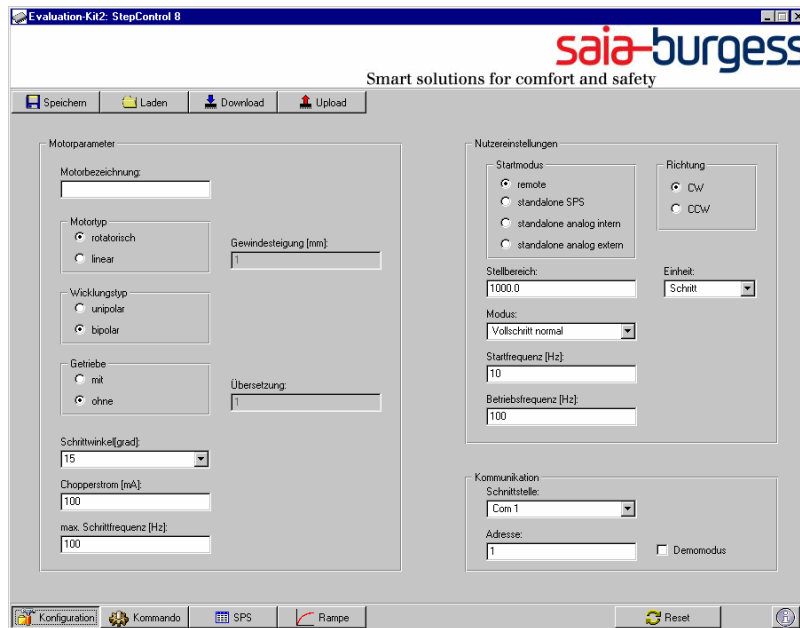 Evaluation-Kit2: StepControl 8
saia-burgess
Smart solutions for comfort and safety
Speichern
Laden
Download
Upload
Motorparameter
Motorbezeichnung:
Motortyp
rotatorisch
linear
Gewindesteigung [mm]:
1
Wicklungstyp
unipolar
bipolar
Getriebe
mit
ohne
Übersetzung:
1
Schrittwinkel[grad]:
15
Chopperstrom [mA]:
100
max. Schrittfrequenz [Hz]:
100
Nutzereinstellungen
Startmodus
remote
standalone SPS
standalone analog intern
standalone analog extern
Richtung
CW
CCW
Stellbereich:
1000.0
Einheit:
Schritt
Modus:
Vollschritt normal
Startfrequenz [Hz]:
10
Betriebsfrequenz [Hz]:
100
Kommunikation
Schnittstelle:
Com 1
Adresse:
1
Demomodus
Konfiguration
Kommando
SPS
Rampe
Reset